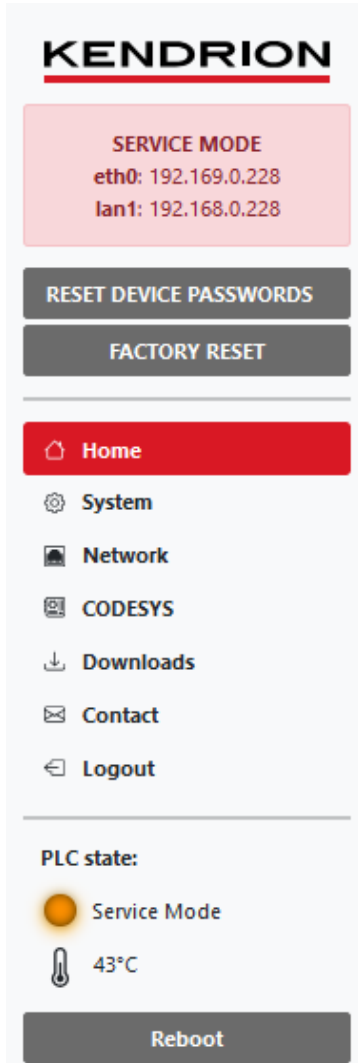 KENDRION
SERVICE MODE
eth0: 192.169.0.228
lan1: 192.168.0.228
RESET DEVICE PASSWORDS
FACTORY RESET
Home
System
Network
CODESYS
Downloads
Contact
Logout
PLC state:
Service Mode
43°C
Reboot